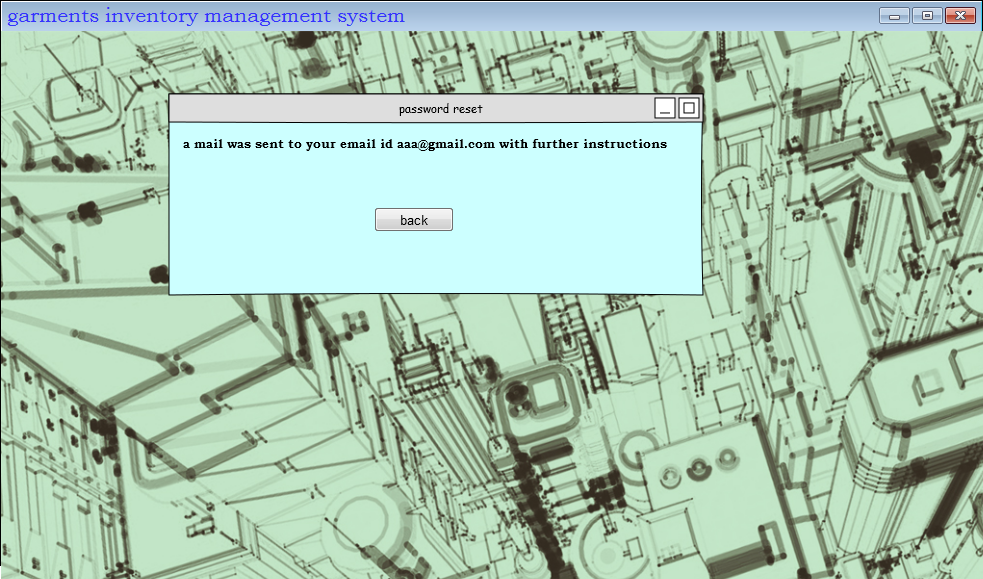 garments inventory management system
password reset
a mail was sent to your email id aaa@gmail.com with further instructions
back